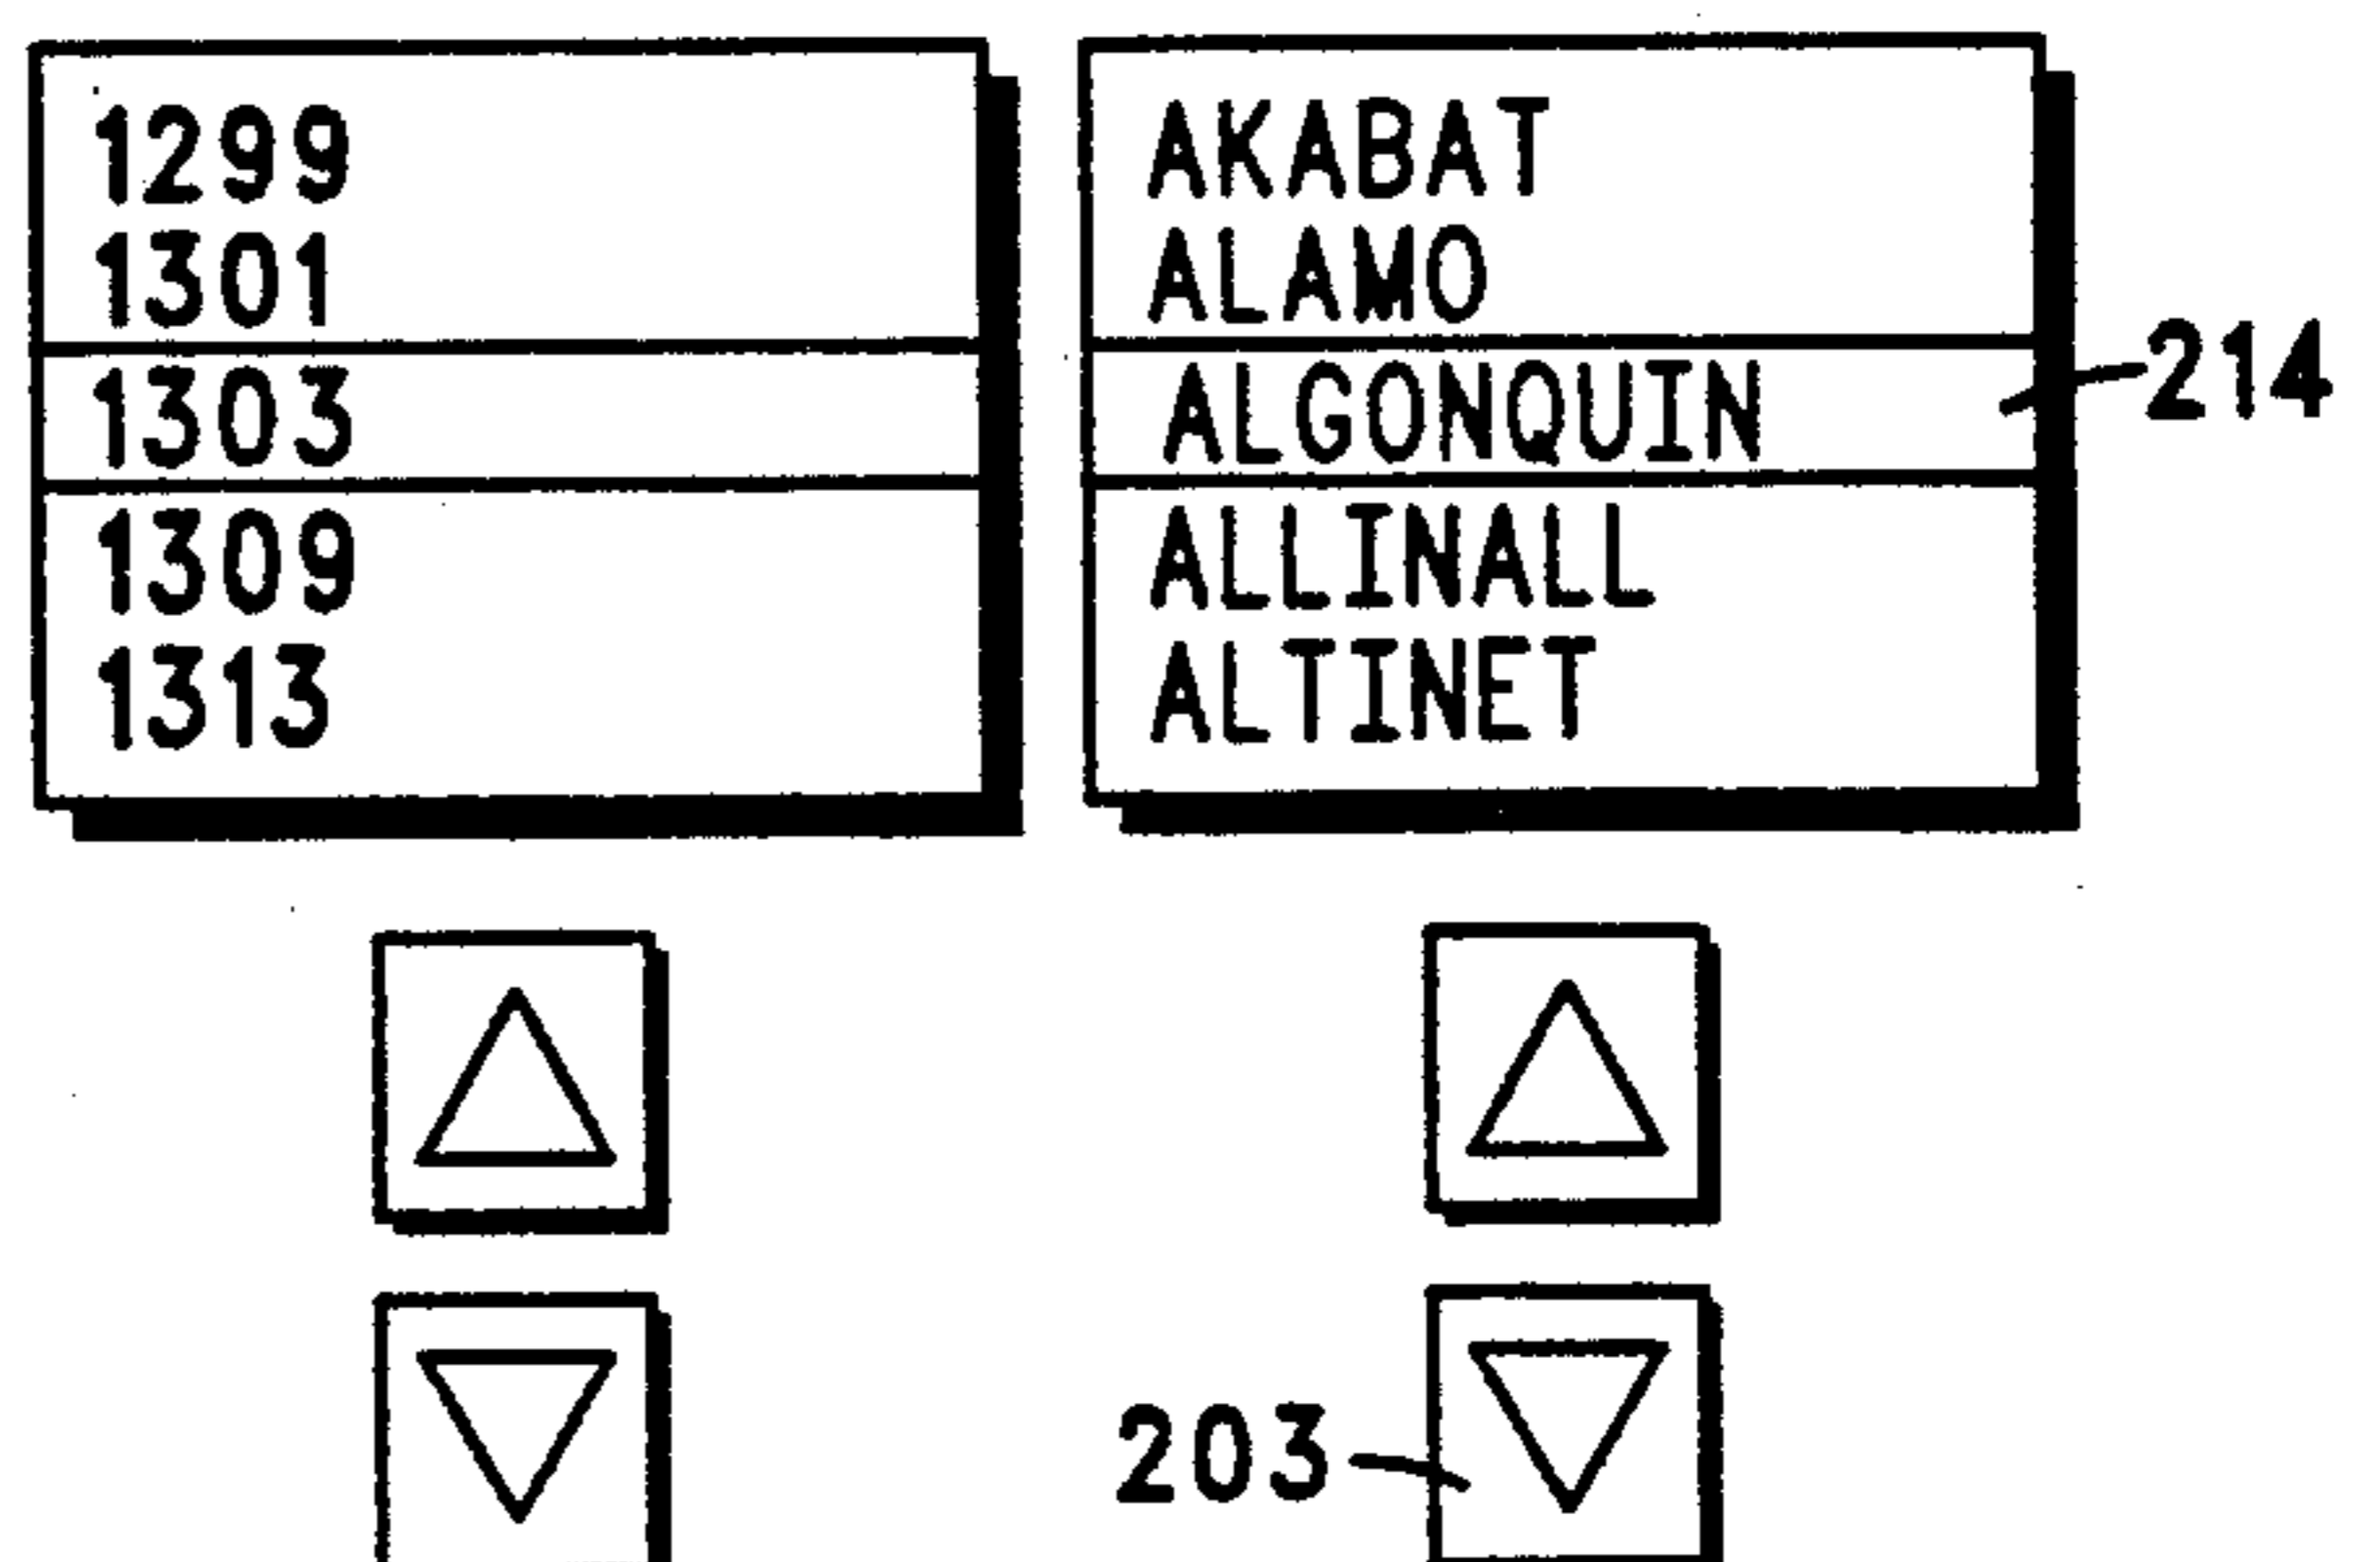 1299
1301
1303
1309
1313
AKABAT
ALAMO
ALGONQUIN
ALLINALL
ALTINET
214
203